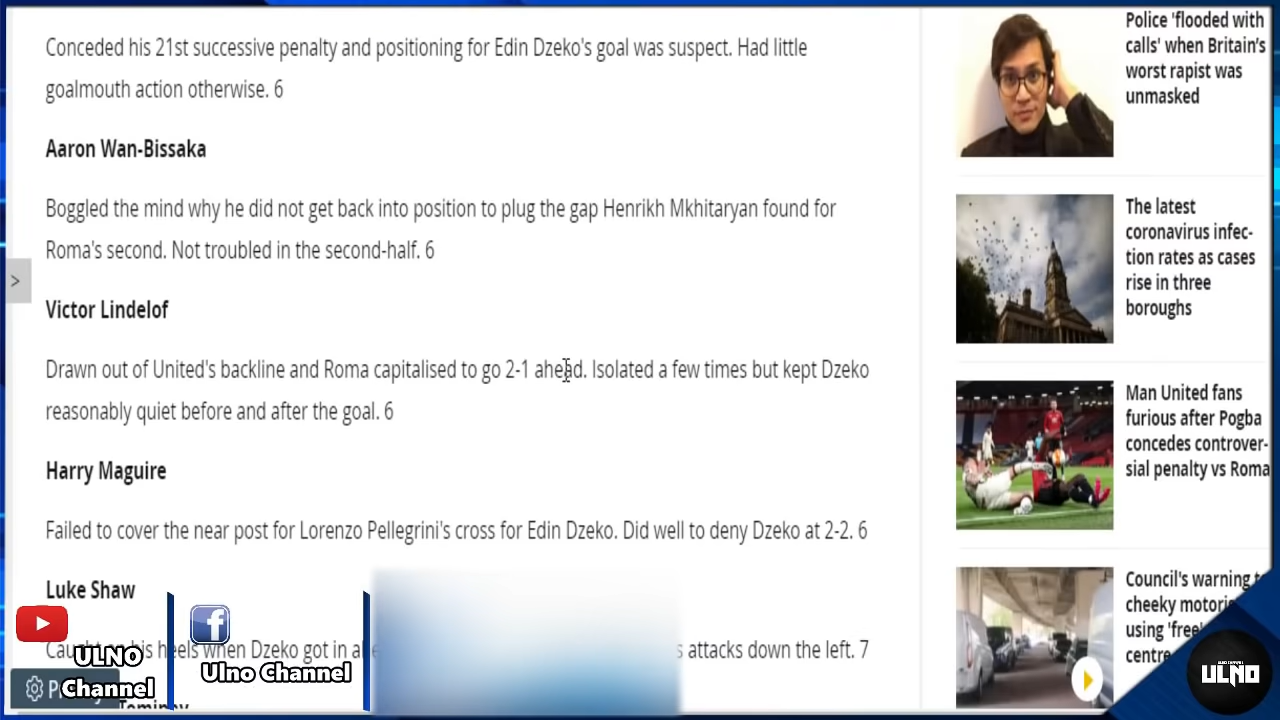 Conceded his 21st successive penalty and positioning for Edin Dzeko's goal was suspect. Had little
goalmouth action otherwise. 6
Aaron Wan-Bissaka
Boggled the mind why he did not get back into position to plug the gap Henrikh Mkhitaryan found for
Roma's second. Not troubled in the second-half. 6
Victor Lindelof
Drawn out of United's backline and Roma capitalised to go 2-1 ahead. Isolated a few times but kept Dzeko
reasonably quiet before and after the goal. 6
Harry Maguire
Failed to cover the near post for Lorenzo Pellegrini's cross for Edin Dzeko. Did well to deny Dzeko at 2-2. 6
Luke Shaw
heels when Dzeko got in attacks down the left. 7
>
Police 'flooded with
calls' when Britain's
worst rapist was
unmasked
The latest
coronavirus infec-
tion rates as cases
rise in three
boroughs
Man United fans
furious after Pogba
concedes controver-
sial penalty vs Roma
Council's warning
cheeky
using
ULNO
Channel
Ulno Channel
ULNO